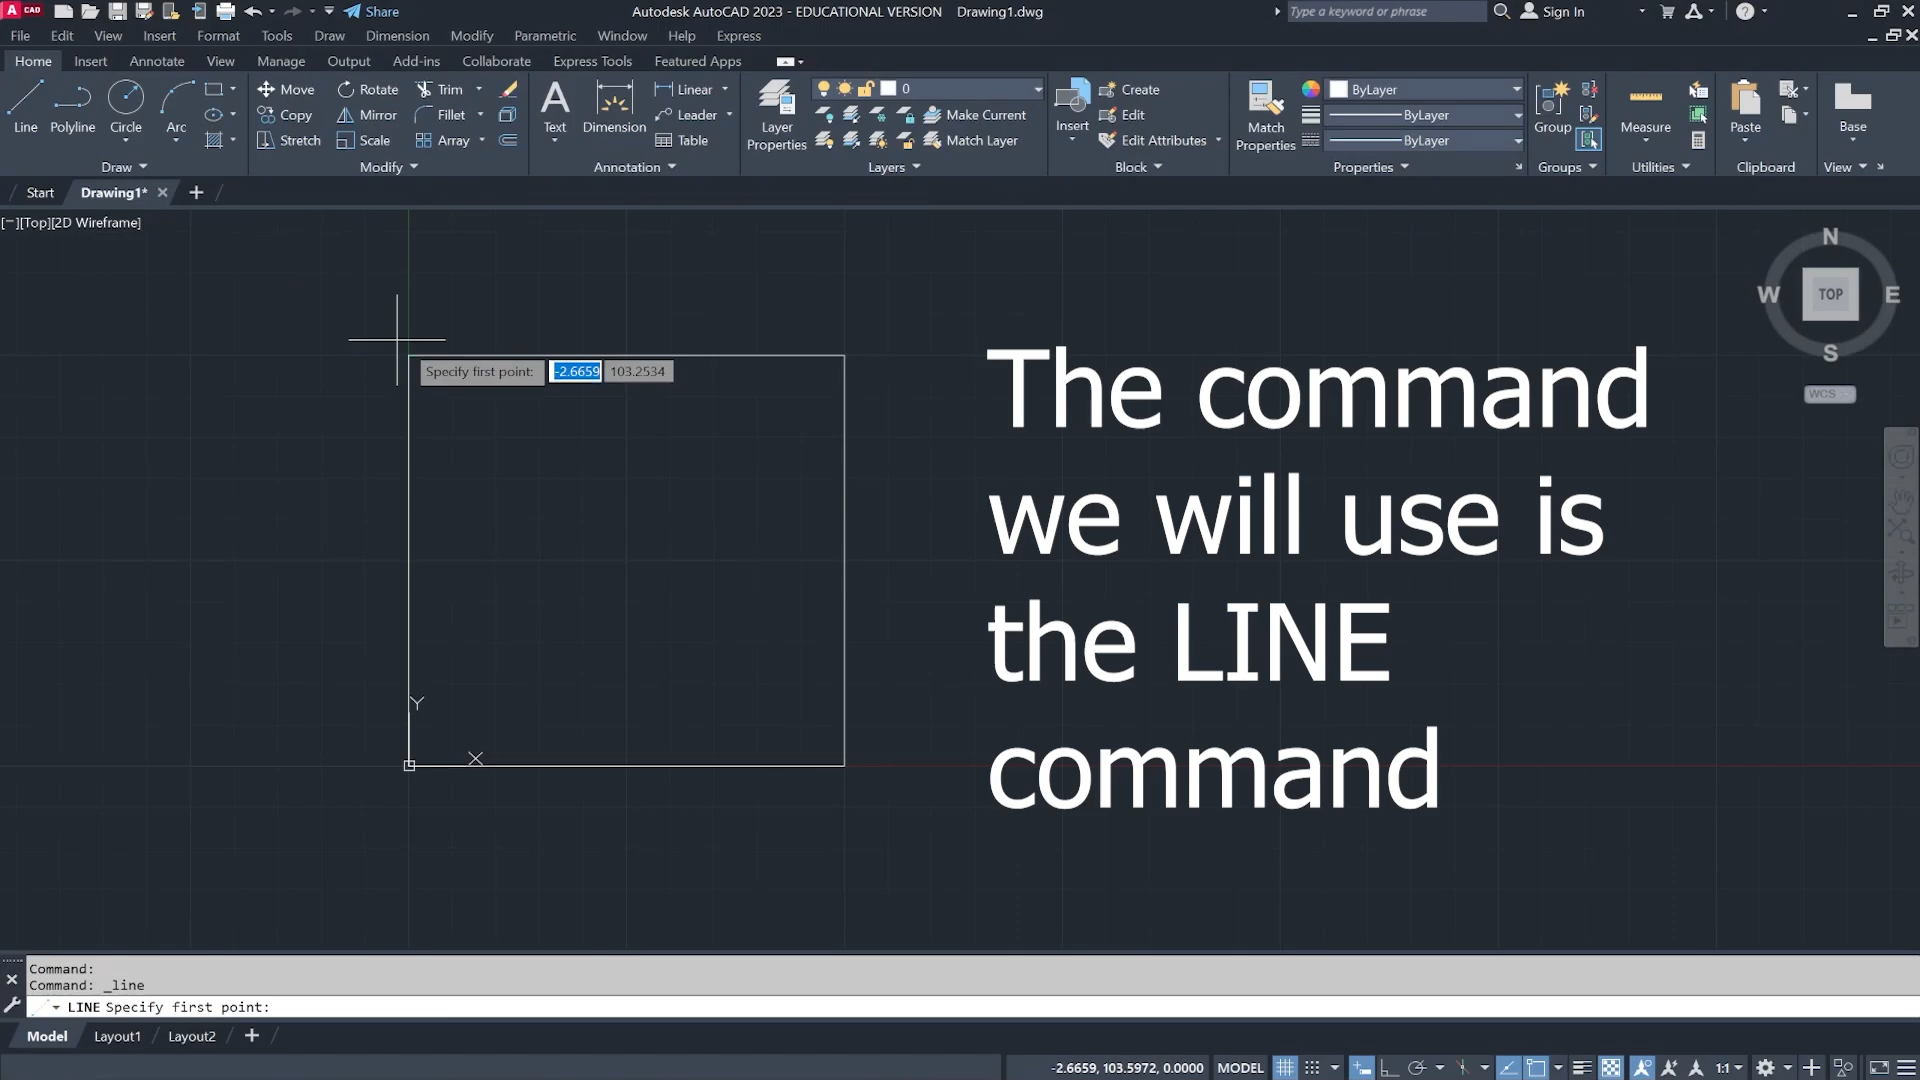 A CAD
Share
Autodesk AutoCAD 2023 - EDUCATIONAL VERSION Drawing1.dwg
Type a keyword or phrase
Sign In
File Edit View Insert Format Tools Draw Dimension Modify Parametric Window Help Express
Home Insert Annotate View Manage Output Add-ins Collaborate Express Tools Featured Apps
Line Polyline Circle Arc
Draw
Move Rotate Trim
Copy Mirror Fillet
Stretch Scale Array
Modify
Text Dimension
Linear
Leader
Table
Annotation
Layer Properties
0
Make Current
Match Layer
Layers
Insert
Create
Edit
Edit Attributes
Block
Match Properties
ByLayer
ByLayer
ByLayer
Properties
Group
Groups
Measure
Utilities
Paste
Clipboard
Base
View
Start Drawing1*
[−][Top][2D Wireframe]
N
W TOP E
S
WCS
Specify first point: -2.6659 103.2534
Y
X
The command
we will use is
the LINE
command
Command:
Command: _line
LINE Specify first point:
Model Layout1 Layout2
-2.6659, 103.5972, 0.0000 MODEL 1:1